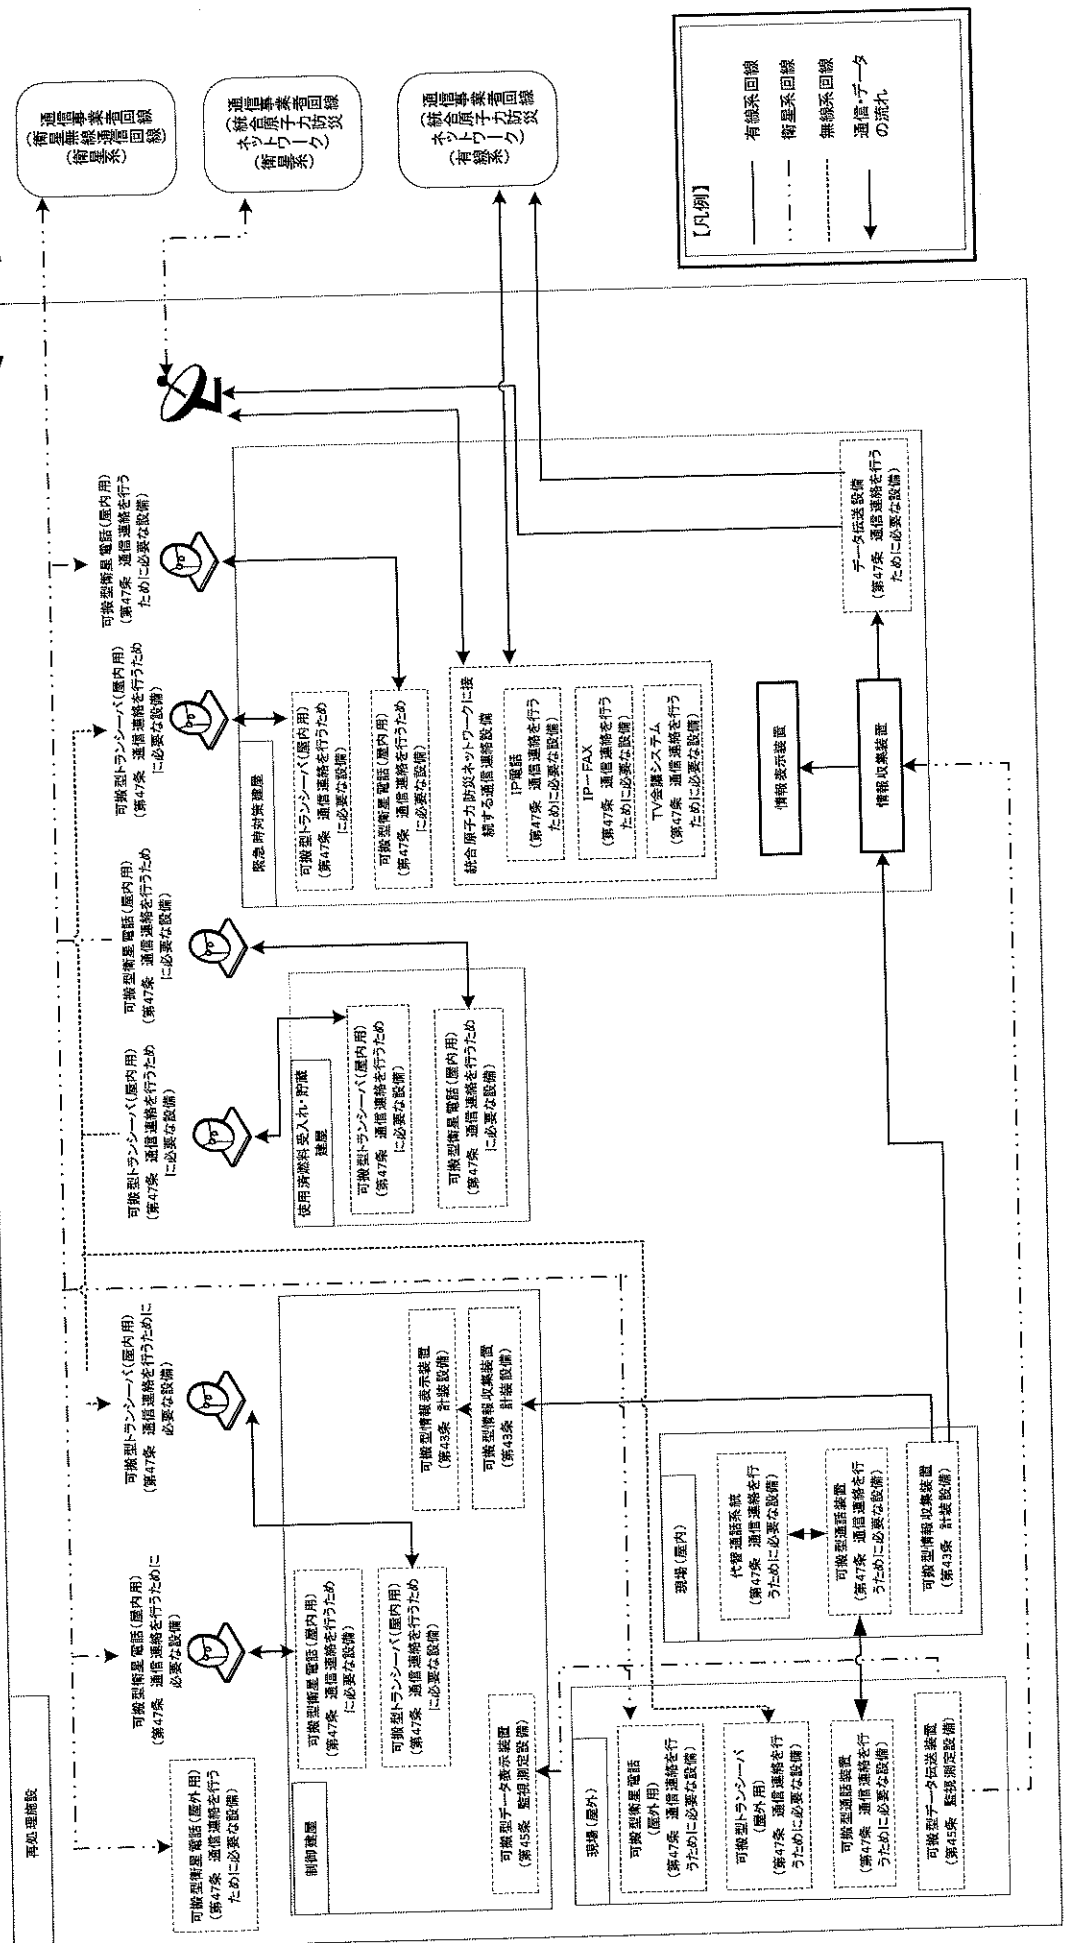 再処理施設
可搬型衛星電話(屋外用)
(第47条 通信連絡を行う
ために必要な設備)
可搬型衛星電話(屋内用)
(第47条 通信連絡を行うために
必要な設備)
可搬型トランシーバ(屋内用)
(第47条 通信連絡を行うために
必要な設備)
可搬型トランシーバ(屋内用)
(第47条 通信連絡を行うため
に必要な設備)
可搬型衛星電話(屋内用)
(第47条 通信連絡を行うため
に必要な設備)
可搬型トランシーバ(屋内用)
(第47条 通信連絡を行うため
に必要な設備)
可搬型衛星電話(屋内用)
(第47条 通信連絡を行う
ために必要な設備)
通信事業者回線
(衛星無線通信回線)
(衛星系)
通信事業者回線
(統合原子力防災
ネットワーク)
(衛星系)
通信事業者回線
(統合原子力防災
ネットワーク)
(有線系)
制御建屋
可搬型衛星電話(屋内用)
(第47条 通信連絡を行うため
に必要な設備)
可搬型トランシーバ(屋内用)
(第47条 通信連絡を行うため
に必要な設備)
可搬型データ表示装置
(第45条 監視測定設備)
可搬型情報表示装置
(第43条 計装設備)
可搬型情報収集装置
(第43条 計装設備)
使用済燃料受入れ・貯蔵
建屋
可搬型トランシーバ(屋内用)
(第47条 通信連絡を行うため
に必要な設備)
可搬型衛星電話(屋内用)
(第47条 通信連絡を行うため
に必要な設備)
緊急時対策建屋
可搬型トランシーバ(屋内用)
(第47条 通信連絡を行うため
に必要な設備)
可搬型衛星電話(屋内用)
(第47条 通信連絡を行うため
に必要な設備)
統合原子力防災ネットワークに接
続する通信連絡設備
IP電話
(第47条 通信連絡を行う
ために必要な設備)
IP-FAX
(第47条 通信連絡を行う
ために必要な設備)
TV会議システム
(第47条 通信連絡を行う
ために必要な設備)
情報表示装置
情報収集装置
データ伝送設備
(第47条 通信連絡を行う
ために必要な設備)
現場(屋外)
可搬型衛星電話
(屋外用)
(第47条 通信連絡を行
うために必要な設備)
可搬型トランシーバ
(屋外用)
(第47条 通信連絡を行
うために必要な設備)
可搬型通話装置
(第47条 通信連絡を行
うために必要な設備)
可搬型データ伝送装置
(第45条 監視測定設備)
現場(屋内)
代替通話系統
(第47条 通信連絡を行
うために必要な設備)
可搬型通話装置
(第47条 通信連絡を行
うために必要な設備)
可搬型情報収集装置
(第43条 計装設備)
【凡例】
有線系回線
衛星系回線
無線系回線
通信・データ
の流れ